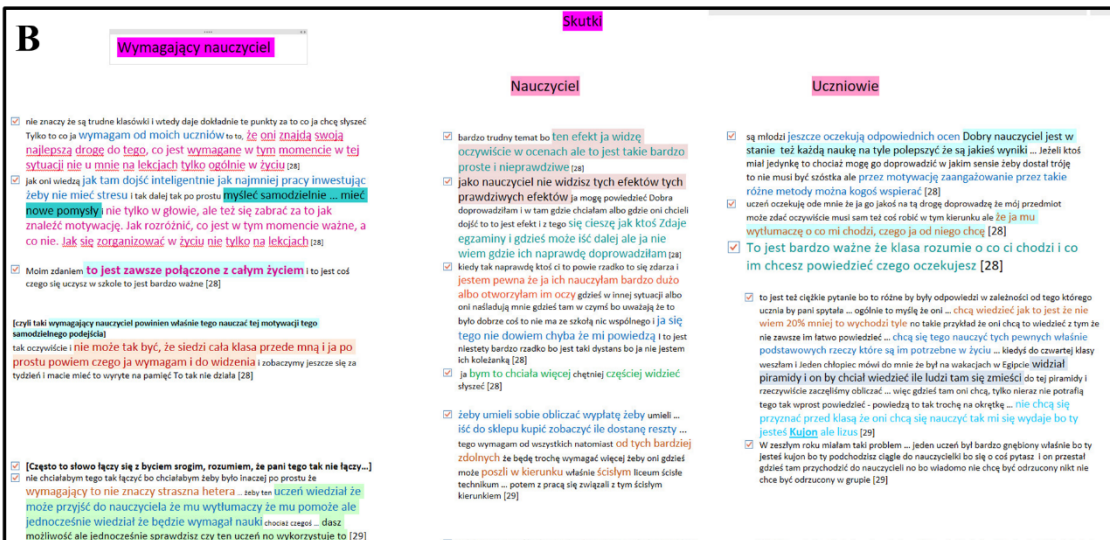 B
Skutki
Wymagający nauczyciel
nie znaczy że są trudne klasówki i wtedy daje dokładnie te punkty za to co ja chcę słyszeć
Tylko to co ja wymagam od moich uczniów to to, że oni znajdą swoją
najlepszą drogę do tego, co jest wymagane w tym momencie w tej
sytuacji nie u mnie na lekcjach tylko ogólnie w życiu [28]
jak oni wiedzą jak tam dojść inteligentnie jak najmniej pracy inwestując
żeby nie mieć stresu i tak dalej tak po prostu myśleć samodzielnie ... mieć
nowe pomysły i nie tylko w głowie, ale też się zabrać za to jak
znaleźć motywację. Jak rozróżnić, co jest w tym momencie ważne, a
co nie. Jak się zorganizować w życiu nie tylko na lekcjach [28]
Moim zdaniem to jest zawsze połączone z całym życiem i to jest coś
czego się uczysz w szkole to jest bardzo ważne [28]
[czyli taki wymagający nauczyciel powinien właśnie tego nauczać tej motywacji tego
samodzielnego podejścia]
tak oczywiście i nie może tak być, że siedzi cała klasa przede mną i ja po
prostu powiem czego ja wymagam i do widzenia i zobaczymy jeszcze się za
tydzień i macie mieć to wyryte na pamięć To tak nie działa [28]
[Często to słowo łączy się z byciem srogim, rozumiem, że pani tego tak nie łączy...]
nie chciałabym tego tak łączyć bo chciałabym żeby było inaczej po prostu że
wymagający to nie znaczy straszna hetera ... żeby ten uczeń wiedział że
może przyjść do nauczyciela że mu wytłumaczy że mu pomoże ale
jednocześnie wiedział że będzie wymagał nauki chociaż czegoś ... dasz
możliwość ale jednocześnie sprawdzisz czy ten uczeń no wykorzystuje to [29]
Nauczyciel
bardzo trudny temat bo ten efekt ja widzę
oczywiście w ocenach ale to jest takie bardzo
proste i nieprawdziwe [28]
jako nauczyciel nie widzisz tych efektów tych
prawdziwych efektów ja mogę powiedzieć Dobra
doprowadziłam i w tam gdzie chciałam albo gdzie oni chcieli
dojść to to jest efekt i z tego się cieszę jak ktoś Zdaje
egzaminy i gdzieś może iść dalej ale ja nie
wiem gdzie ich naprawdę doprowadziłam [28]
kiedy tak naprawdę ktoś ci to powie rzadko to się zdarza i
jestem pewna że ja ich nauczyłam bardzo dużo
albo otworzyłam im oczy gdzieś w innej sytuacji albo
oni naśladują mnie gdzieś tam w czymś bo uważają że to
było dobrze coś to nie ma ze szkołą nic wspólnego i ja się
tego nie dowiem chyba że mi powiedzą I to jest
niestety bardzo rzadko bo jest taki dystans bo ja nie jestem
ich koleżanką [28]
ja bym to chciała więcej chętniej częściej widzieć
słyszeć [28]
żeby umieli sobie obliczać wypłatę żeby umieli ...
iść do sklepu kupić zobaczyć ile dostanę reszty ...
tego wymagam od wszystkich natomiast od tych bardziej
zdolnych że będę trochę wymagać więcej żeby oni gdzieś
może poszli w kierunku właśnie ścisłym liceum ścisłe
technikum ... potem z pracą się związali z tym ścisłym
kierunkiem [29]
Uczniowie
są młodzi jeszcze oczekują odpowiednich ocen Dobry nauczyciel jest w
stanie też każdą naukę na tyle polepszyć że są jakieś wyniki ... Jeżeli ktoś
miał jedynkę to chociaż mogę go doprowadzić w jakim sensie żeby dostał tróję
to nie musi być szóstka ale przez motywację zaangażowanie przez takie
różne metody można kogoś wspierać [28]
uczeń oczekują ode mnie że ja go jakoś na tą drogę doprowadzę że mój przedmiot
może zdać oczywiście musi sam też coś robić w tym kierunku ale że ja mu
wytłumaczę o co mi chodzi, czego ja od niego chcę [28]
To jest bardzo ważne że klasa rozumie o co ci chodzi i co
im chcesz powiedzieć czego oczekujesz [28]
to jest też ciężkie pytanie bo to różne by były odpowiedzi w zależności od tego którego
ucznia by pani spytała ... ogólnie to myślę że oni ... chcą wiedzieć jak to jest że nie
wiem 20% mniej to wychodzi tyle no takie przykład że oni chcą to wiedzieć z tym że
nie zawsze im łatwo powiedzieć ... chcą się tego nauczyć tych pewnych właśnie
podstawowych rzeczy które są im potrzebne w życiu ... kiedyś do czwartej klasy
weszłam i Jeden chłopiec mówi do mnie że był na wakacjach w Egipcie widział
piramidy i on by chciał wiedzieć ile ludzi tam się zmieści do tej piramidy i
rzeczywiście zaczęliśmy obliczać ... więc gdzieś tam oni chcą, tylko nieraz nie potrafią
tego tak wprost powiedzieć - powiedzą to tak trochę na okrętkę ... nie chcą się
przyznać przed klasą że oni chcą się nauczyć tak mi się wydaje bo ty
jesteś Kujon ale lizus [29]
W zeszłym roku miałam taki problem ... jeden uczeń był bardzo gnębiony właśnie bo ty
jesteś kujon bo ty podchodzisz ciągle do nauczycielki bo się o coś pytasz i on przestał
gdzieś tam przychodzić do nauczycieli no bo wiadomo nie chcę być odrzucony nikt nie
chce być odrzucony w grupie [29]